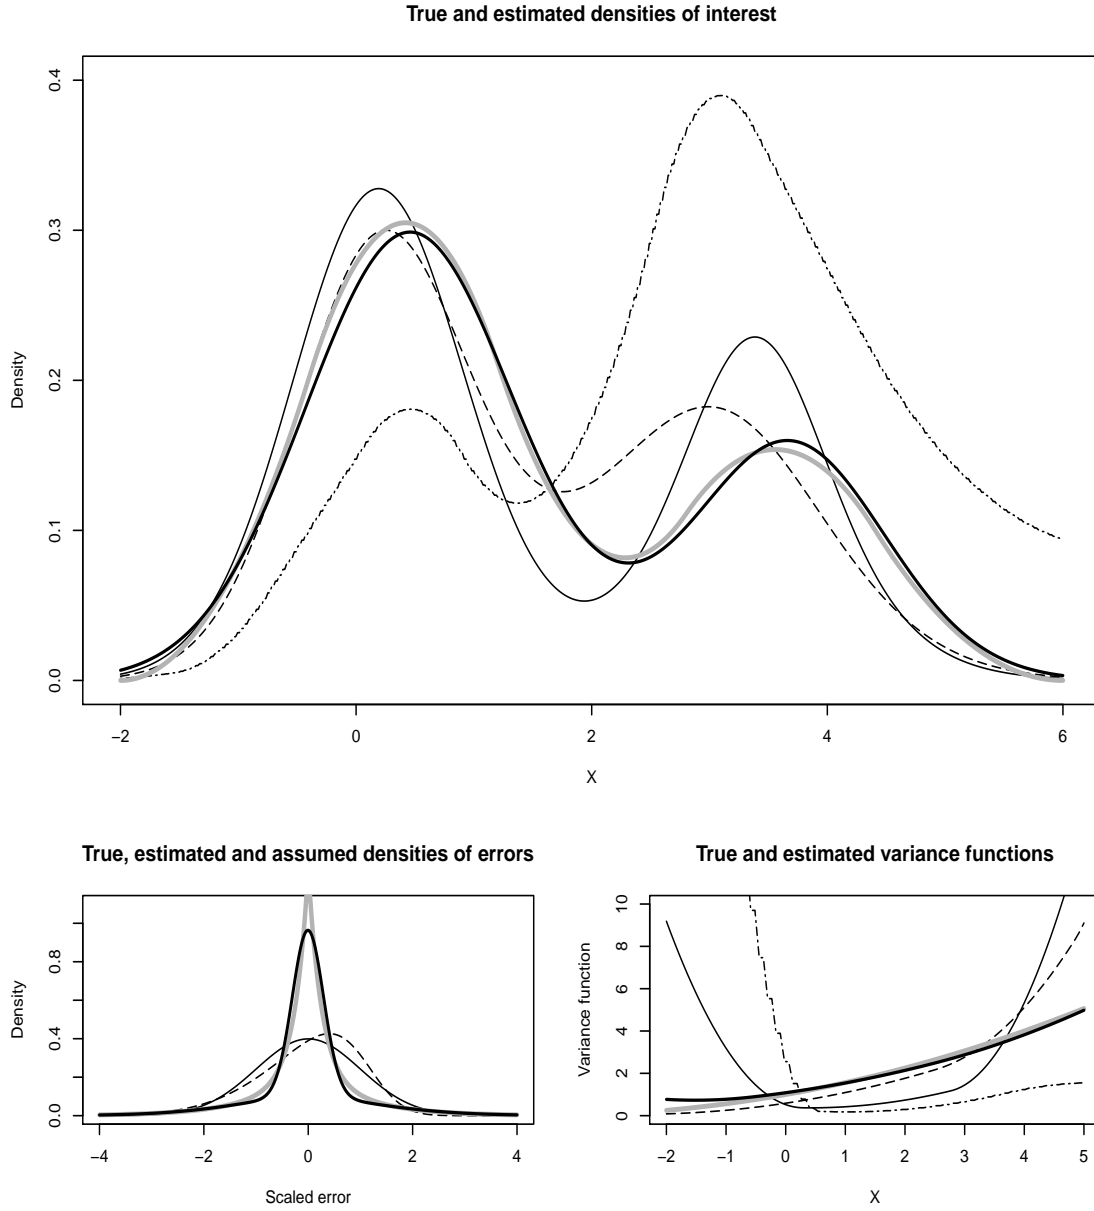 True and estimated densities of interest
Density
0.0
0.1
0.2
0.3
0.4
−2 0 2 4 6
X
True, estimated and assumed densities of errors
Density
0.0
0.4
0.8
−4 −2 0 2 4
Scaled error
True and estimated variance functions
Variance function
0
2
4
6
8
10
−2 −1 0 1 2 3 4 5
X